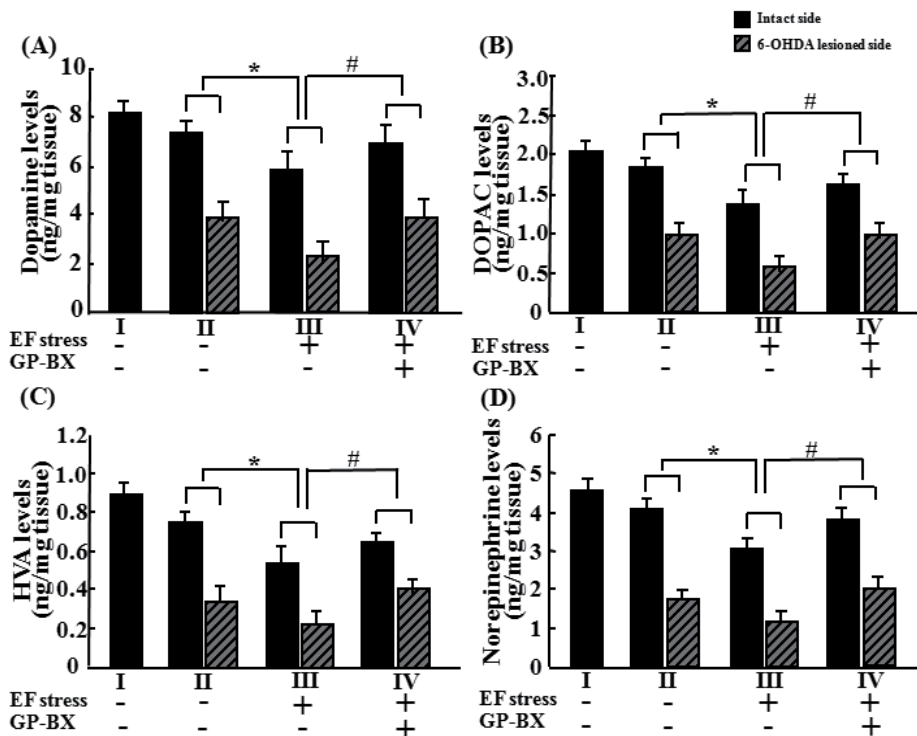 Intact side
6-OHDA lesioned side
(A)
Dopamine levels
(ng/mg tissue)
10
8
6
4
2
0
*
#
I II III IV
EF stress - - + +
GP-BX - - - +
(B)
DOPAC levels
(ng/mg tissue)
3.0
2.5
2.0
1.5
1.0
0.5
0
*
#
I II III IV
EF stress - - + +
GP-BX - - - +
(C)
HVA levels
(ng/mg tissue)
1.2
1.0
0.8
0.6
0.4
0.2
0
*
#
I II III IV
EF stress - - + +
GP-BX - - - +
(D)
Norepinephrine levels
(ng/mg tissue)
6
5
4
3
2
1
0
*
#
I II III IV
EF stress - - + +
GP-BX - - - +